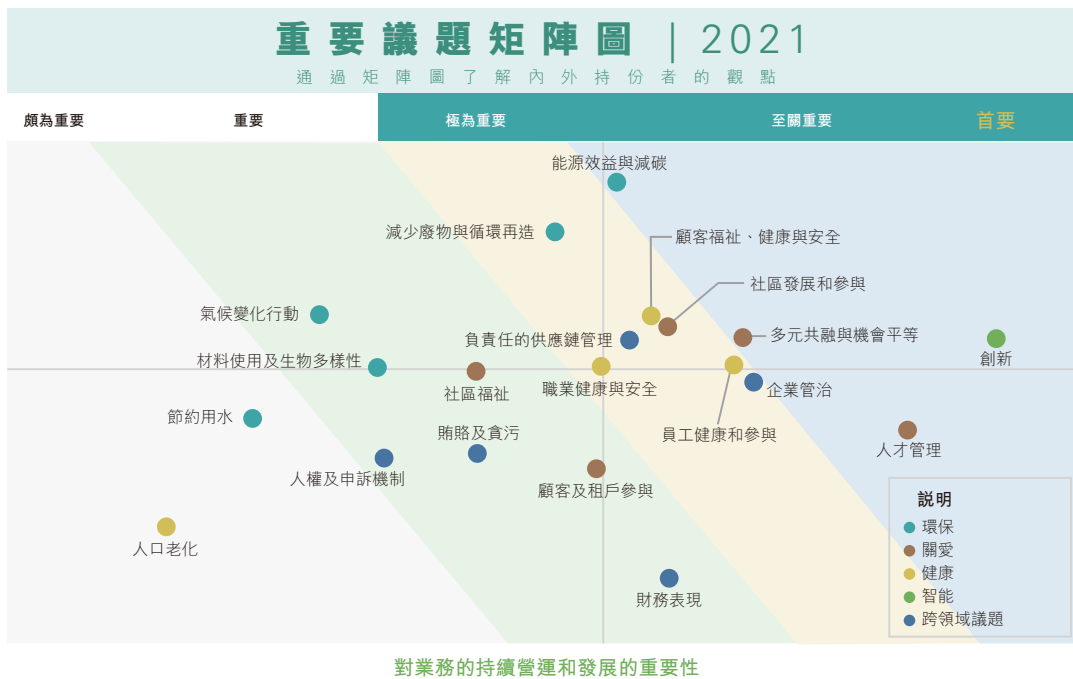 重要議題矩陣圖 | 2021
通過矩陣圖了解內外持份者的觀點
頗為重要
重要
極為重要
至關重要
首要
能源效益與減碳
減少廢物與循環再造
顧客福祉、健康與安全
社區發展和參與
氣候變化行動
負責任的供應鏈管理
多元共融與機會平等
創新
材料使用及生物多樣性
社區福祉
職業健康與安全
企業管治
節約用水
賄賂及貪污
員工健康和參與
人才管理
人權及申訴機制
顧客及租戶參與
人口老化
財務表現
説明
環保
關愛
健康
智能
跨領域議題
對業務的持續營運和發展的重要性